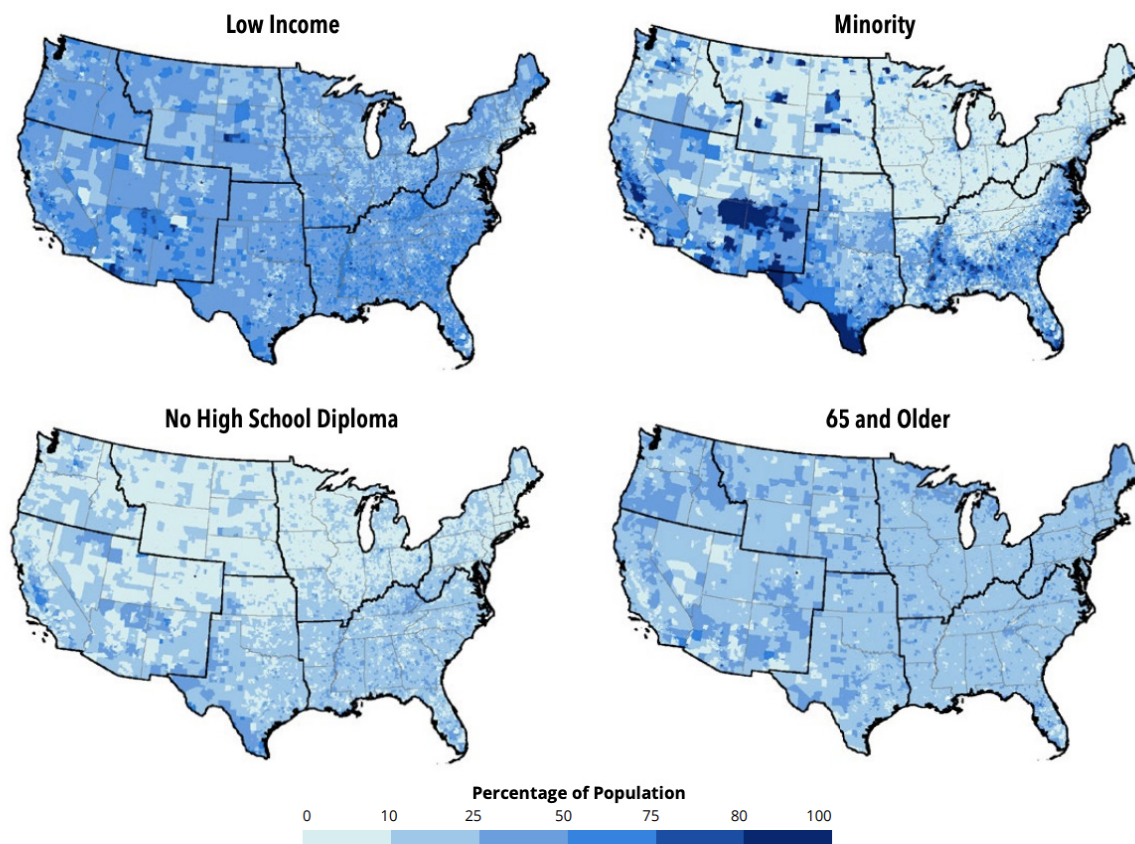 Low Income
Minority
No High School Diploma
65 and Older
Percentage of Population
0 10 25 50 75 80 100